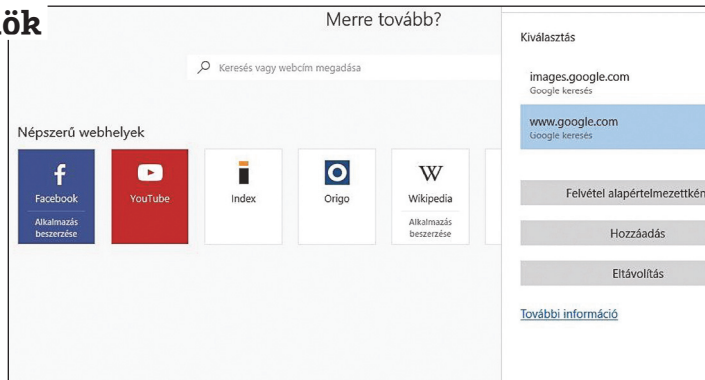 Merre tovább?
Keresés vagy webcím megadása
Népszerű webhelyek
f
Facebook
Alkalmazás
beszerzése
YouTube
Index
Origo
W
Wikipedia
Alkalmazás
beszerzése
Kiválasztás
images.google.com
Google keresés
www.google.com
Google keresés
Felvétel alapértelmezettkén
Hozzáadás
Eltávolítás
További információ